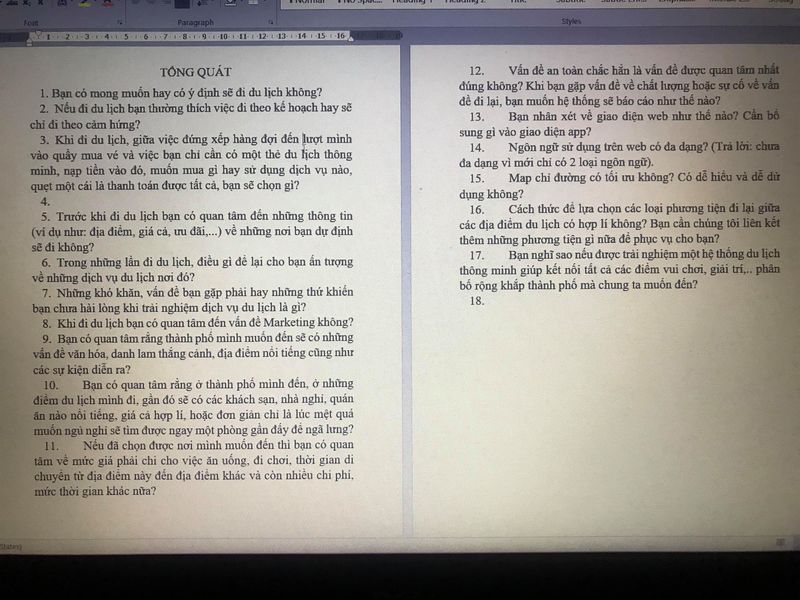 Font
Paragraph
Styles
1 · 2 · 3 · 4 · 5 · 6 · 7 · 8 · 9 · 10 · 11 · 12 · 13 · 14 · 15 · 16
TỔNG QUÁT
1. Bạn có mong muốn hay có ý định sẽ đi du lịch không?
2. Nếu đi du lịch bạn thường thích việc đi theo kế hoạch hay sẽ
chỉ đi theo cảm hứng?
3. Khi đi du lịch, giữa việc đứng xếp hàng đợi đến lượt mình
vào quầy mua vé và việc bạn chỉ cần có một thẻ du lịch thông
minh, nạp tiền vào đó, muốn mua gì hay sử dụng dịch vụ nào,
quẹt một cái là thanh toán được tất cả, bạn sẽ chọn gì?
4.
5. Trước khi đi du lịch bạn có quan tâm đến những thông tin
(ví dụ như: địa điểm, giá cả, ưu đãi,...) về những nơi bạn dự định
sẽ đi không?
6. Trong những lần đi du lịch, điều gì để lại cho bạn ấn tượng
về những dịch vụ du lịch nơi đó?
7. Những khó khăn, vấn đề bạn gặp phải hay những thứ khiến
bạn chưa hài lòng khi trải nghiệm dịch vụ du lịch là gì?
8. Khi đi du lịch bạn có quan tâm đến vấn đề Marketing không?
9. Bạn có quan tâm rằng thành phố mình muốn đến sẽ có những
vấn đề văn hóa, danh lam thắng cảnh, địa điểm nổi tiếng cũng như
các sự kiện diễn ra?
10. Bạn có quan tâm rằng ở thành phố mình đến, ở những
điểm du lịch mình đi, gần đó sẽ có các khách sạn, nhà nghỉ, quán
ăn nào nổi tiếng, giá cả hợp lí, hoặc đơn giản chỉ là lúc mệt quá
muốn ngủ nghỉ sẽ tìm được ngay một phòng gần đấy để ngã lưng?
11. Nếu đã chọn được nơi mình muốn đến thì bạn có quan
tâm về mức giá phải chi cho việc ăn uống, đi chơi, thời gian di
chuyển từ địa điểm này đến địa điểm khác và còn nhiều chi phí,
mức thời gian khác nữa?
12. Vấn đề an toàn chắc hẳn là vấn đề được quan tâm nhất
đúng không? Khi bạn gặp vấn đề về chất lượng hoặc sự cố về vấn
đề đi lại, bạn muốn hệ thống sẽ báo cáo như thế nào?
13. Bạn nhận xét về giao diện web như thế nào? Cần bổ
sung gì vào giao diện app?
14. Ngôn ngữ sử dụng trên web có đa dạng? (Trả lời: chưa
đa dạng vì mới chỉ có 2 loại ngôn ngữ).
15. Map chỉ đường có tối ưu không? Có dễ hiểu và dễ dử
dụng không?
16. Cách thức để lựa chọn các loại phương tiện đi lại giữa
các địa điểm du lịch có hợp lí không? Bạn cần chúng tôi liên kết
thêm những phương tiện gì nữa để phục vụ cho bạn?
17. Bạn nghĩ sao nếu được trải nghiệm một hệ thống du lịch
thông minh giúp kết nối tất cả các điểm vui chơi, giải trí,.. phân
bố rộng khắp thành phố mà chung ta muốn đến?
18.